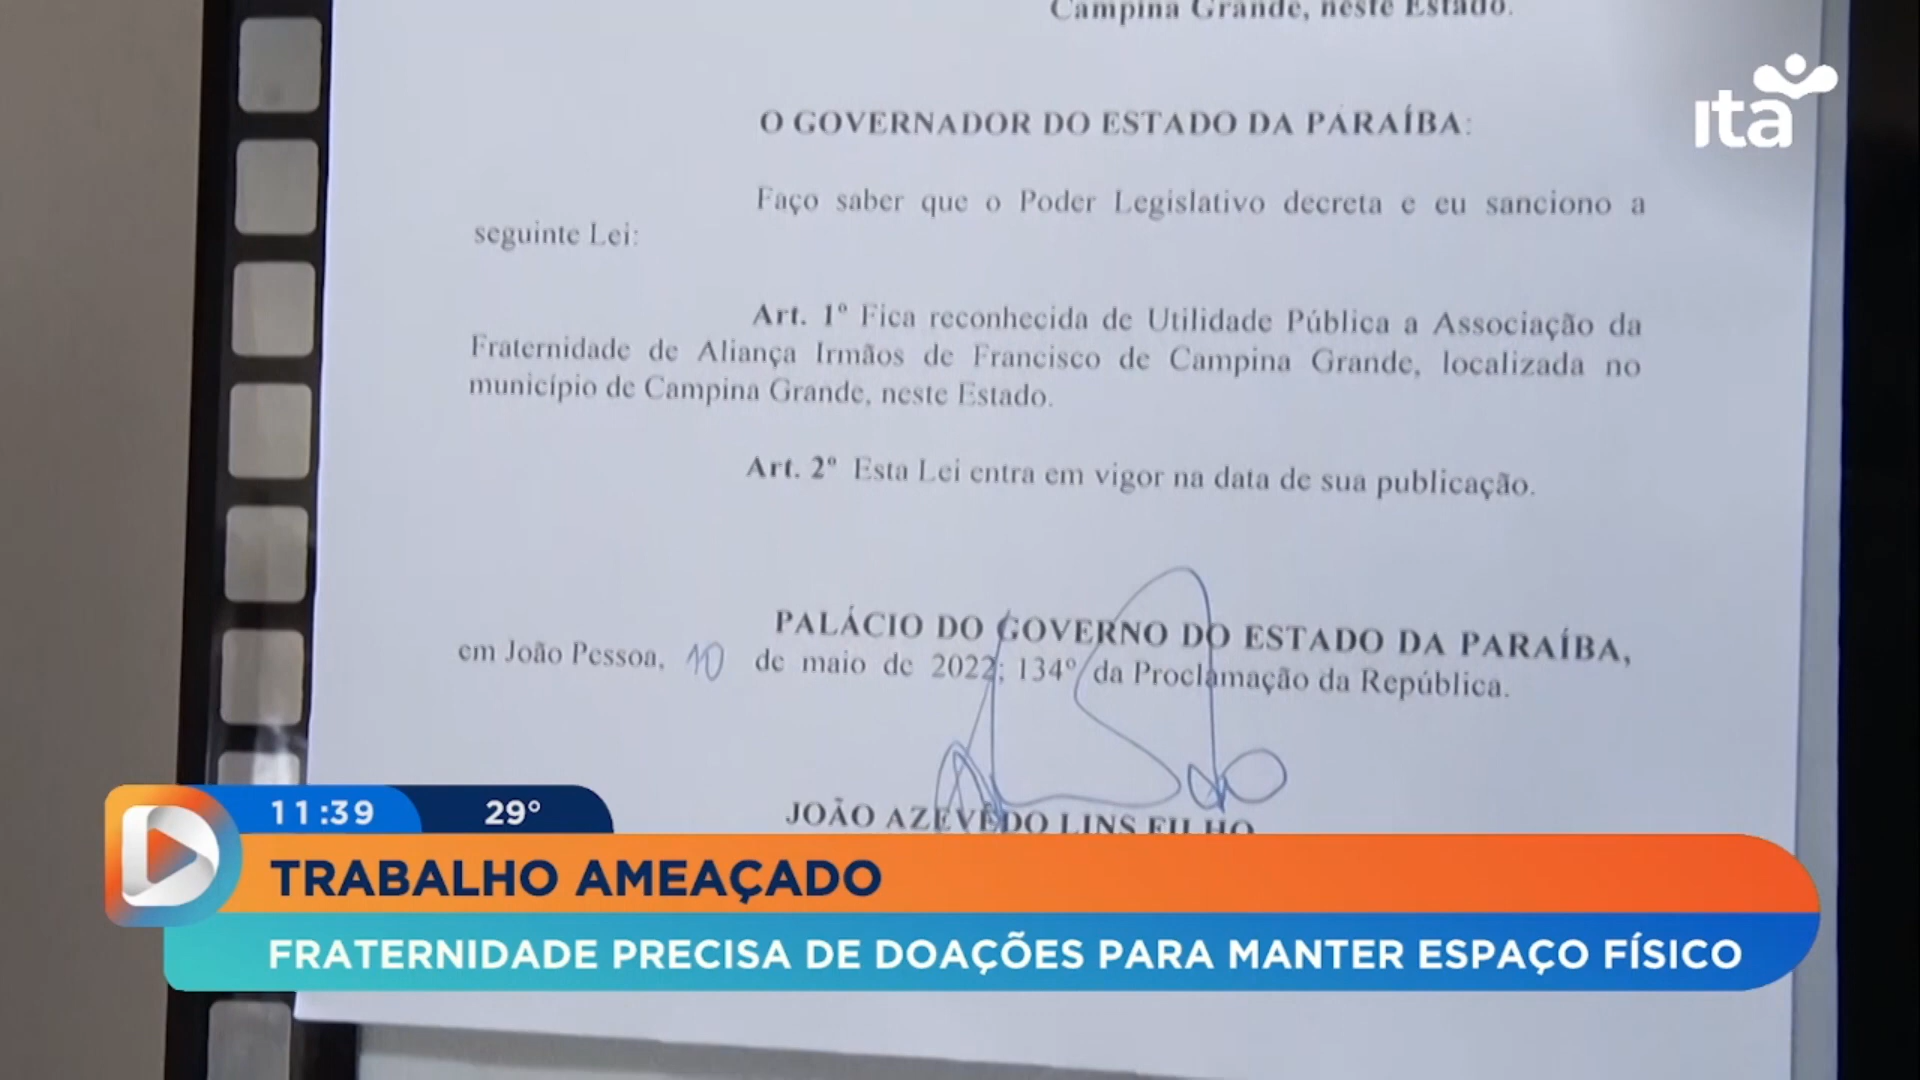 Campina Grande, neste Estado.
ita
O GOVERNADOR DO ESTADO DA PARAÍBA:
Faço saber que o Poder Legislativo decreta e eu sanciono a
seguinte Lei:
Art. 1º Fica reconhecida de Utilidade Pública a Associação da
Fraternidade de Aliança Irmãos de Francisco de Campina Grande, localizada no
município de Campina Grande, neste Estado.
Art. 2º Esta Lei entra em vigor na data de sua publicação.
PALÁCIO DO GOVERNO DO ESTADO DA PARAÍBA,
em João Pessoa, 10 de maio de 2022; 134º da Proclamação da República.
JOÃO AZEVÊDO LINS FILHO
11:39 29°
TRABALHO AMEAÇADO
FRATERNIDADE PRECISA DE DOAÇÕES PARA MANTER ESPAÇO FÍSICO